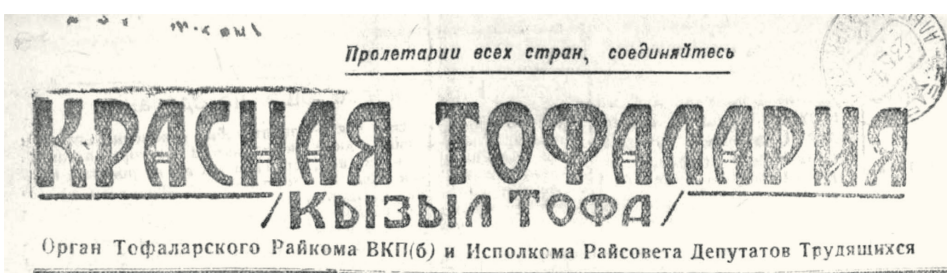 Пролетарии всех стран, соединяйтесь
КРАСНАЯ ТОФАЛАРИЯ
/Кызыл Тофа/
Орган Тофаларского Райкома ВКП(б) и Исполкома Райсовета Депутатов Трудящихся